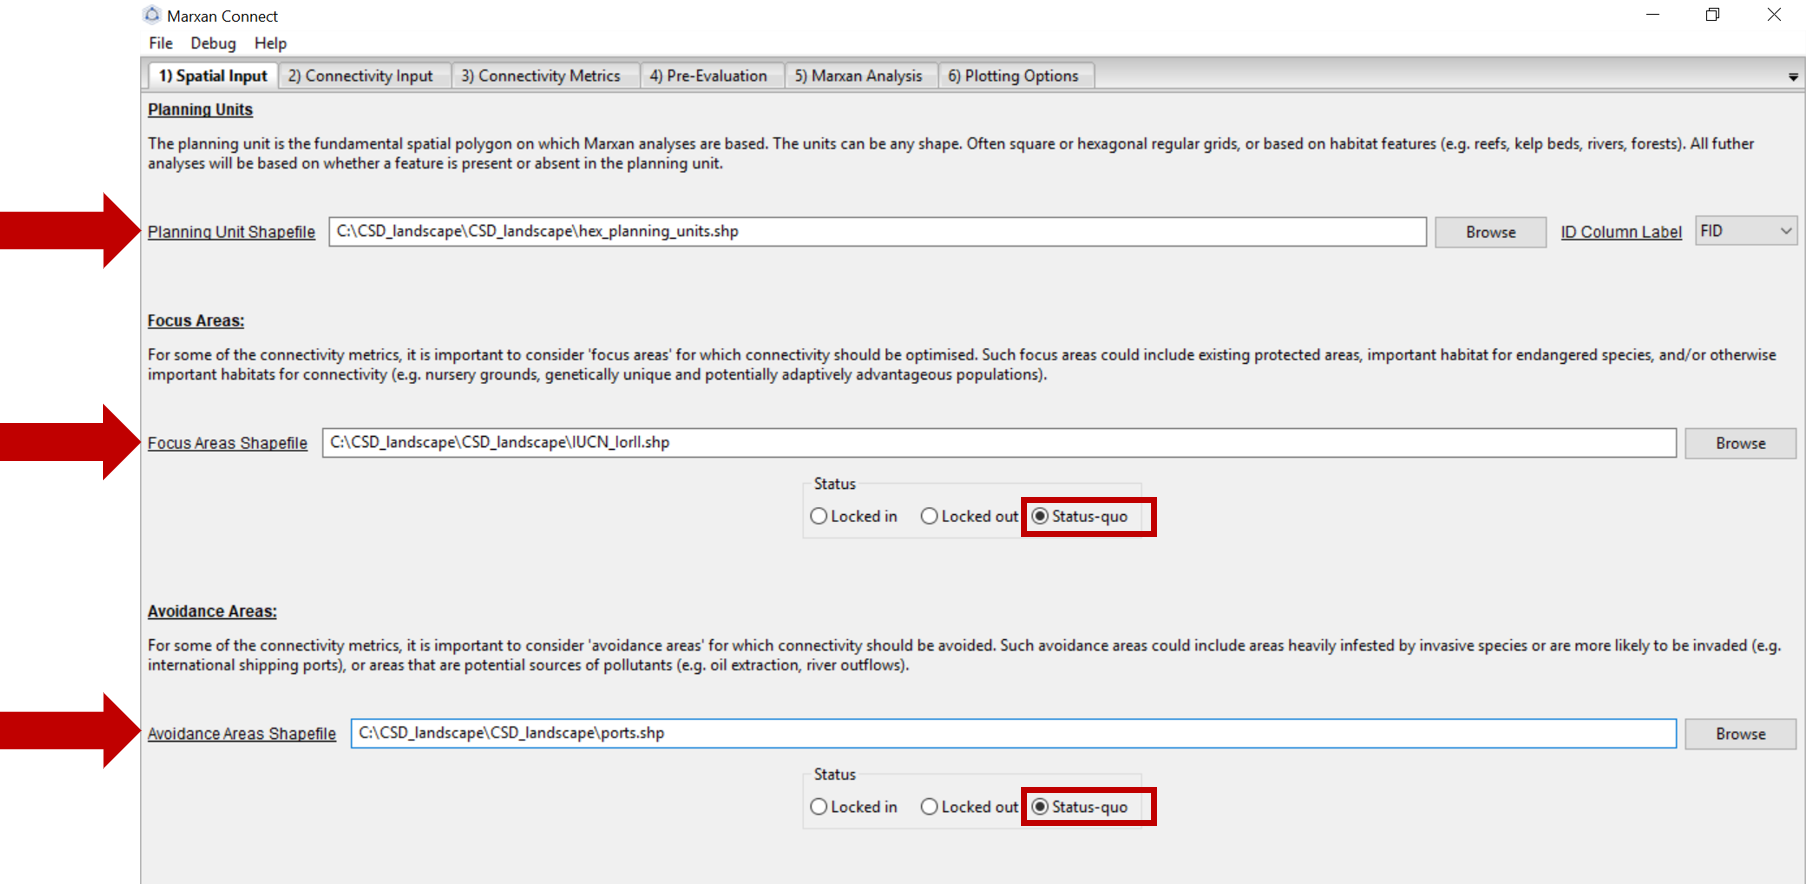 Marxan Connect
File Debug Help
1) Spatial Input 2) Connectivity Input 3) Connectivity Metrics 4) Pre-Evaluation 5) Marxan Analysis 6) Plotting Options
Planning Units
The planning unit is the fundamental spatial polygon on which Marxan analyses are based. The units can be any shape. Often square or hexagonal regular grids, or based on habitat features (e.g. reefs, kelp beds, rivers, forests). All futher
analyses will be based on whether a feature is present or absent in the planning unit.
Planning Unit Shapefile C:\CSD_landscape\CSD_landscape\hex_planning_units.shp Browse ID Column Label FID
Focus Areas:
For some of the connectivity metrics, it is important to consider 'focus areas' for which connectivity should be optimised. Such focus areas could include existing protected areas, important habitat for endangered species, and/or otherwise
important habitats for connectivity (e.g. nursery grounds, genetically unique and potentially adaptively advantageous populations).
Focus Areas Shapefile C:\CSD_landscape\CSD_landscape\IUCN_IorII.shp Browse
Status
Locked in Locked out Status-quo
Avoidance Areas:
For some of the connectivity metrics, it is important to consider 'avoidance areas' for which connectivity should be avoided. Such avoidance areas could include areas heavily infested by invasive species or are more likely to be invaded (e.g.
international shipping ports), or areas that are potential sources of pollutants (e.g. oil extraction, river outflows).
Avoidance Areas Shapefile C:\CSD_landscape\CSD_landscape\ports.shp Browse
Status
Locked in Locked out Status-quo